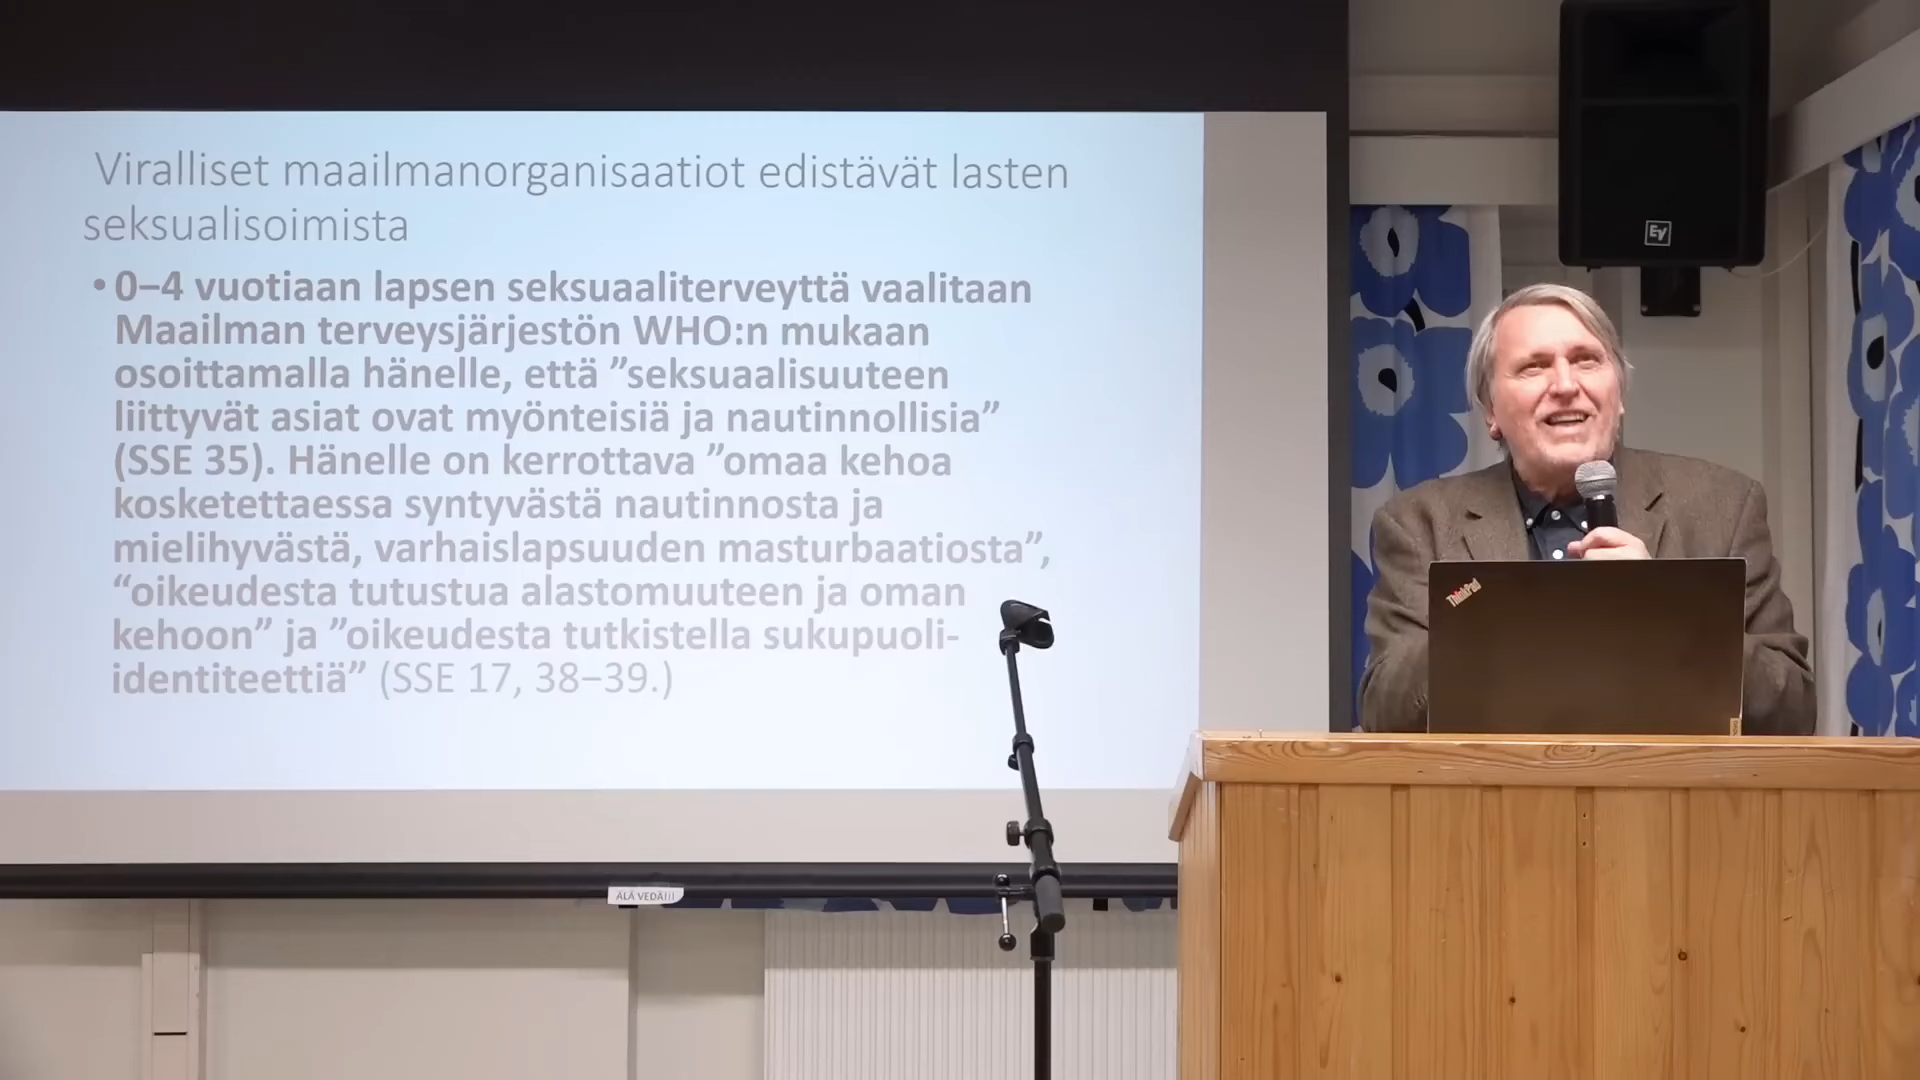 Viralliset maailmanorganisaatiot edistävät lasten
seksualisoimista
• 0–4 vuotiaan lapsen seksuaaliterveyttä vaalitaan
Maailman terveysjärjestön WHO:n mukaan
osoittamalla hänelle, että ”seksuaalisuuteen
liittyvät asiat ovat myönteisiä ja nautinnollisia”
(SSE 35). Hänelle on kerrottava ”omaa kehoa
kosketettaessa syntyvästä nautinnosta ja
mielihyvästä, varhaislapsuuden masturbaatiosta”,
“oikeudesta tutustua alastomuuteen ja oman
kehoon” ja ”oikeudesta tutkistella sukupuoli-
identiteettiä” (SSE 17, 38–39.)
ÄLÄ VEDÄ!!!
EV
ThinkPad